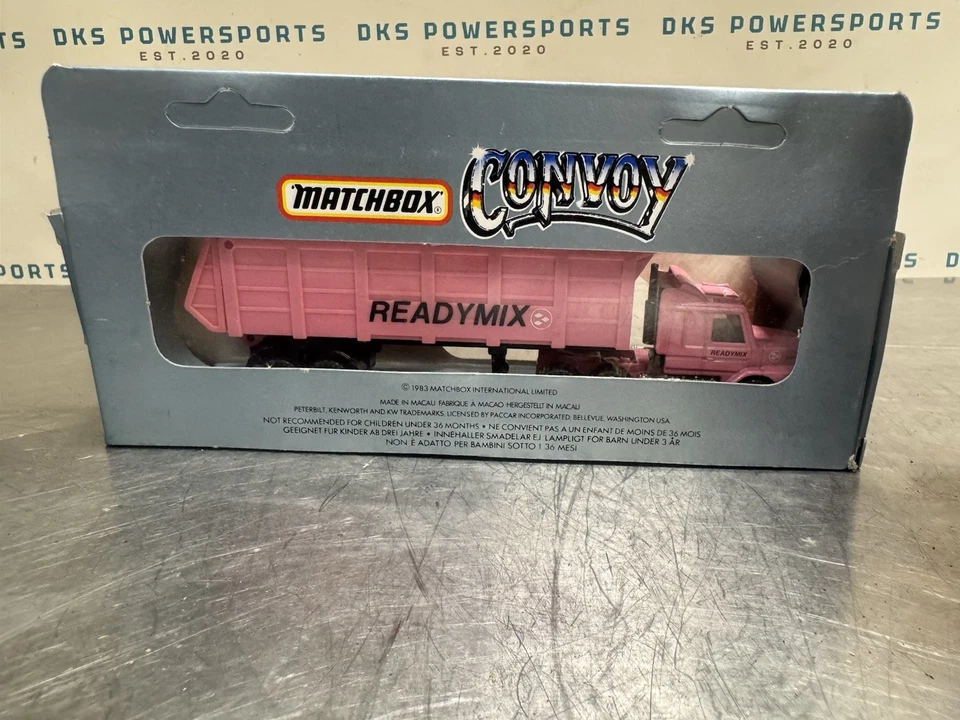 TS DKS POWERSPORTS DKS POWERSPORTS DKS POWERSPORTS
EST.2020 EST.2020 EST.2020
MATCHBOX ®
CONVOY
PORTS
D
READYMIX
READYMIX
© 1983 MATCHBOX INTERNATIONAL LIMITED
MADE IN MACAU FABRIQUÉ À MACAO HERGESTELLT IN MACAU
PETERBILT, KENWORTH AND KW TRADEMARKS, LICENSED BY PACCAR INCORPORATED, BELLEVUE, WASHINGTON USA
NOT RECOMMENDED FOR CHILDREN UNDER 36 MONTHS • NE CONVIENT PAS A UN ENFANT DE MOINS DE 36 MOIS
GEEIGNET FUR KINDER AB DREI JAHRE • INNEHALLER SMADELAR EJ LAMPLIGT FOR BARN UNDER 3 ÅR
NON È ADATTO PER BAMBINI SOTTO I 36 MESI